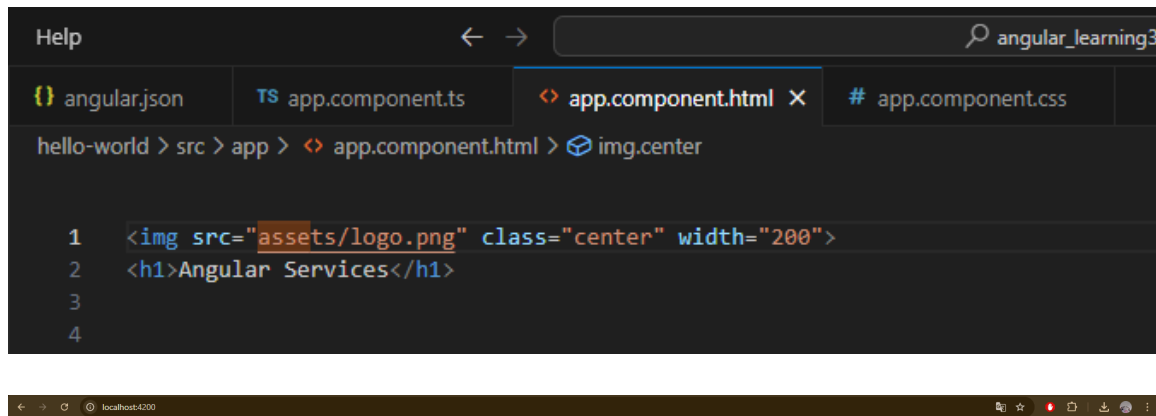 Help angular_learning3
{} angular.json TS app.component.ts <> app.component.html # app.component.css
hello-world > src > app > <> app.component.html > img.center
1 <img src="assets/logo.png" class="center" width="200">
2 <h1>Angular Services</h1>
3
4
localhost:4200